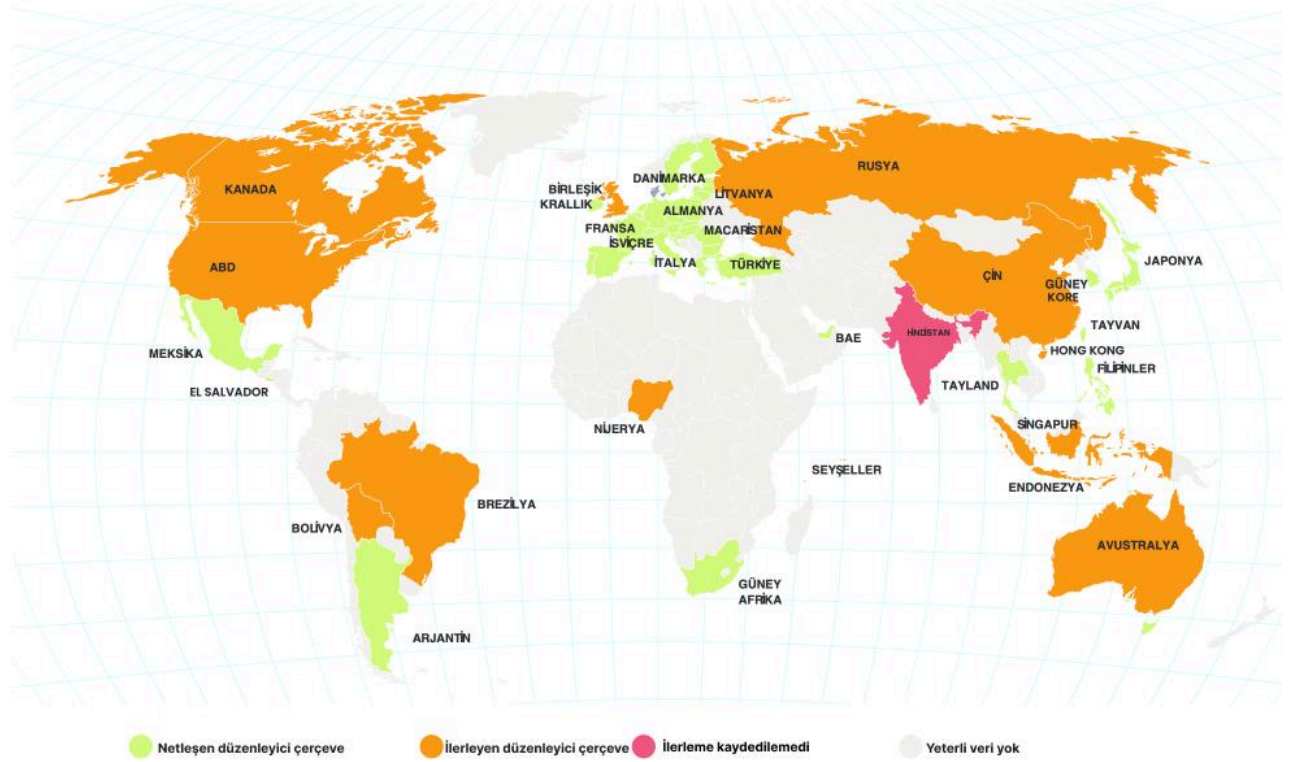 RUSYA
DANİMARKA
KANADA
BİRLEŞİK
KRALLIK
LİTVANYA
ALMANYA
FRANSA
MACARİSTAN
İSVİÇRE
İTALYA
TÜRKİYE
JAPONYA
ABD
ÇİN
GÜNEY
KORE
TAYVAN
HİNDİSTAN
BAE
MEKSİKA
HONG KONG
FİLİPİNLER
EL SALVADOR
TAYLAND
NİJERYA
SİNGAPUR
SEYŞELLER
ENDONEZYA
BREZİLYA
BOLİVYA
AVUSTRALYA
GÜNEY
AFRIKA
ARJANTİN
Netleşen düzenleyici çerçeve
İlerleyen düzenleyici çerçeve
İlerleme kaydedilemedi
Yeterli veri yok